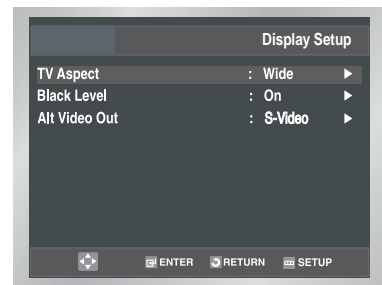 Display Setup
TV Aspect : Wide ▶
Black Level : On ▶
Alt Video Out : S-Video ▶
ENTER RETURN SETUP